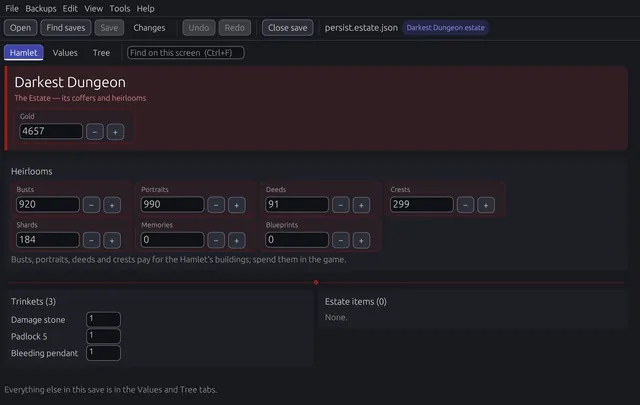 File Backups Edit View Tools Help
Open Find saves Save Changes Undo Redo Close save persist.estate.json Darkest Dungeon estate
Hamlet Values Tree Find on this screen (Ctrl+F)
Darkest Dungeon
The Estate — its coffers and heirlooms
Gold
4657 − +
Heirlooms
Busts Portraits Deeds Crests
920 − + 990 − + 91 − + 299 − +
Shards Memories Blueprints
184 − + 0 − + 0 − +
Busts, portraits, deeds and crests pay for the Hamlet's buildings; spend them in the game.
Trinkets (3) Estate items (0)
Damage stone 1 None.
Padlock 5 1
Bleeding pendant 1
Everything else in this save is in the Values and Tree tabs.